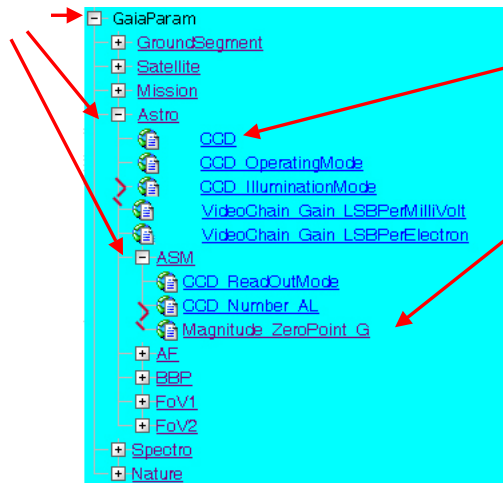 GaiaParam
GroundSegment
Satellite
Mission
Astro
CCD
CCD_OperatingMode
CCD_IlluminationMode
VideoChain_Gain_LSBPerMilliVolt
VideoChain_Gain_LSBPerElectron
ASM
CCD_ReadOutMode
CCD_Number_AL
Magnitude_ZeroPoint_G
AF
BBP
FoV1
FoV2
Spectro
Nature